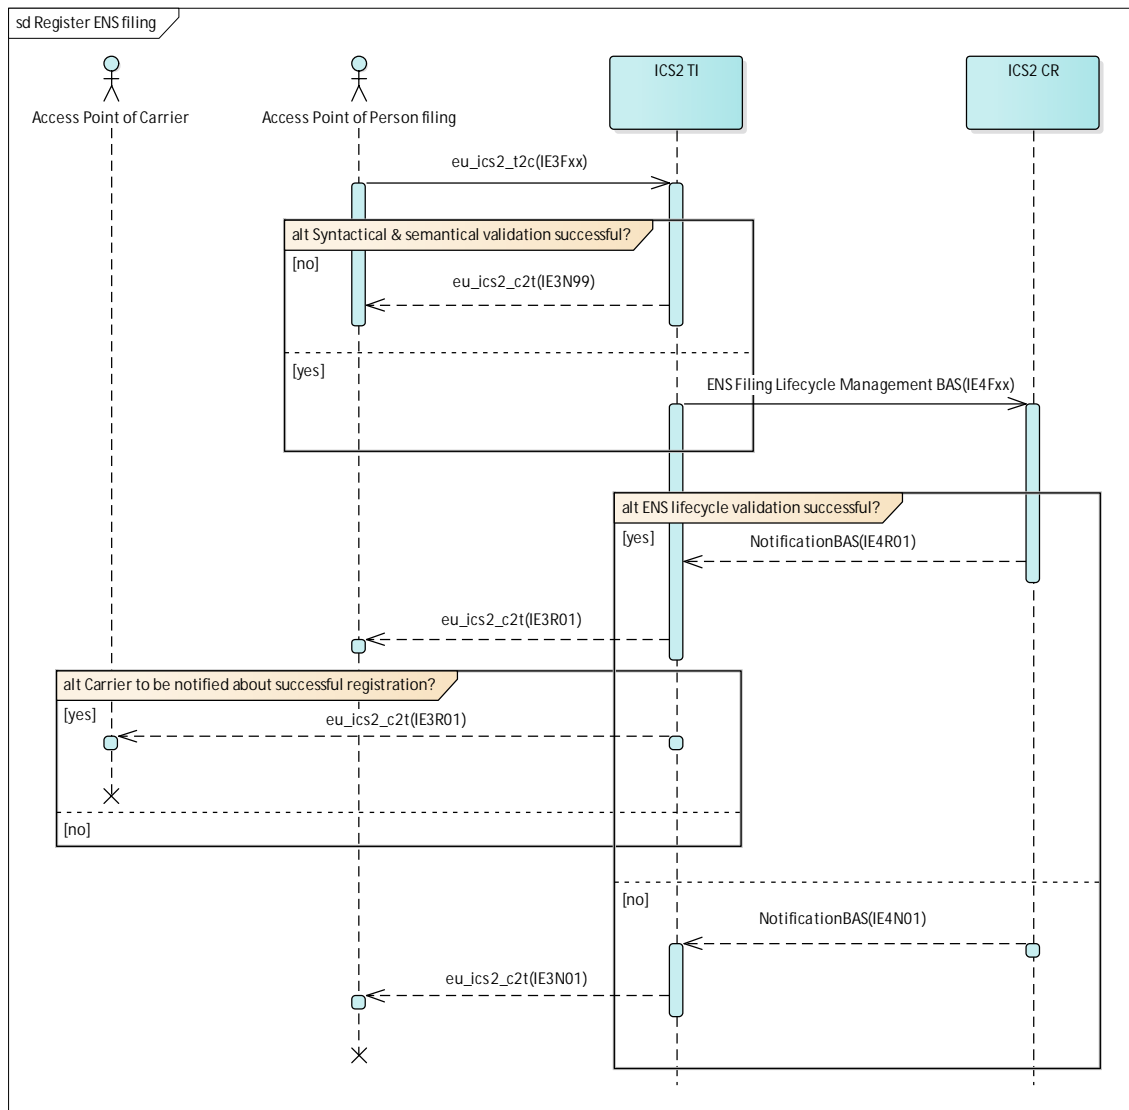 sd Register ENS filing
Access Point of Carrier
Access Point of Person filing
ICS2 TI
ICS2 CR
eu_ics2_t2c(IE3Fxx)
alt Syntactical & semantical validation successful?
[no]
eu_ics2_c2t(IE3N99)
[yes]
ENS Filing Lifecycle Management BAS(IE4Fxx)
alt ENS lifecycle validation successful?
[yes]
NotificationBAS(IE4R01)
eu_ics2_c2t(IE3R01)
alt Carrier to be notified about successful registration?
[yes]
eu_ics2_c2t(IE3R01)
[no]
[no]
NotificationBAS(IE4N01)
eu_ics2_c2t(IE3N01)